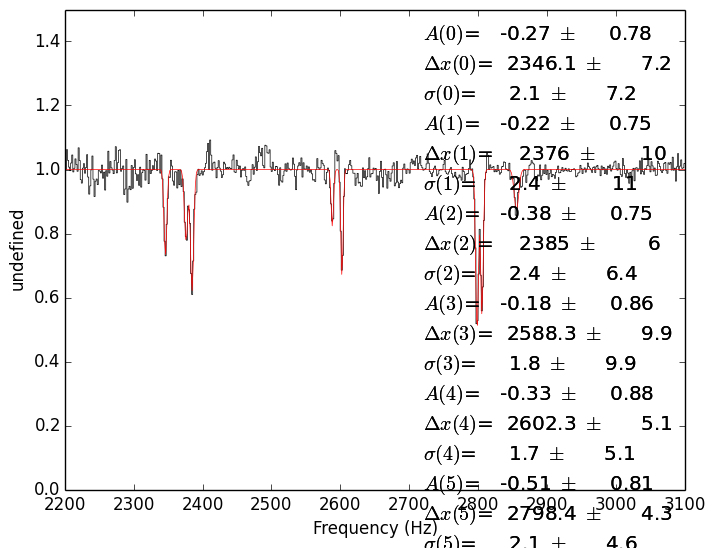 A(0)= -0.27 ± 0.78
Δx(0)= 2346.1 ± 7.2
σ(0)= 2.1 ± 7.2
A(1)= -0.22 ± 0.75
Δx(1)= 2376 ± 10
σ(1)= 2.4 ± 11
A(2)= -0.38 ± 0.75
Δx(2)= 2385 ± 6
σ(2)= 2.4 ± 6.4
A(3)= -0.18 ± 0.86
Δx(3)= 2588.3 ± 9.9
σ(3)= 1.8 ± 9.9
A(4)= -0.33 ± 0.88
Δx(4)= 2602.3 ± 5.1
σ(4)= 1.7 ± 5.1
A(5)= -0.51 ± 0.81
Δx(5)= 2798.4 ± 4.3
σ(5)= 2.1 ± 4.6
1.4
1.2
1.0
0.8
0.6
0.4
0.2
0.0
undefined
2200 2300 2400 2500 2600 2700 2800 2900 3000 3100
Frequency (Hz)